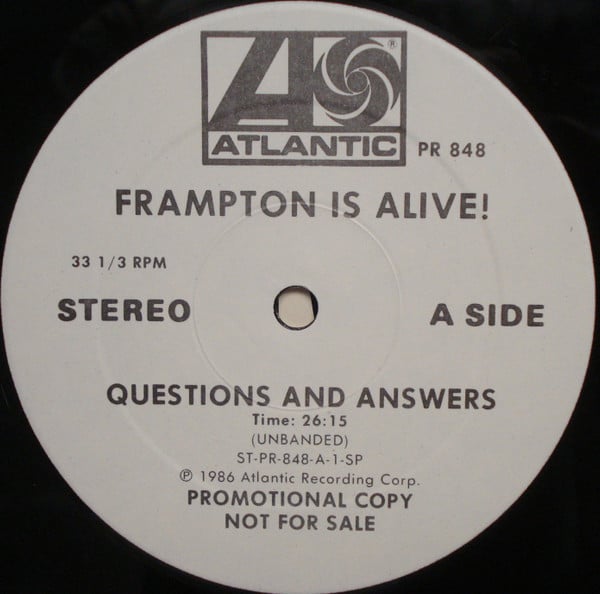 ®
ATLANTIC
PR 848
FRAMPTON IS ALIVE!
33 1/3 RPM
STEREO
A SIDE
QUESTIONS AND ANSWERS
Time: 26:15
(UNBANDED)
ST-PR-848-A-1-SP
℗ 1986 Atlantic Recording Corp.
PROMOTIONAL COPY
NOT FOR SALE